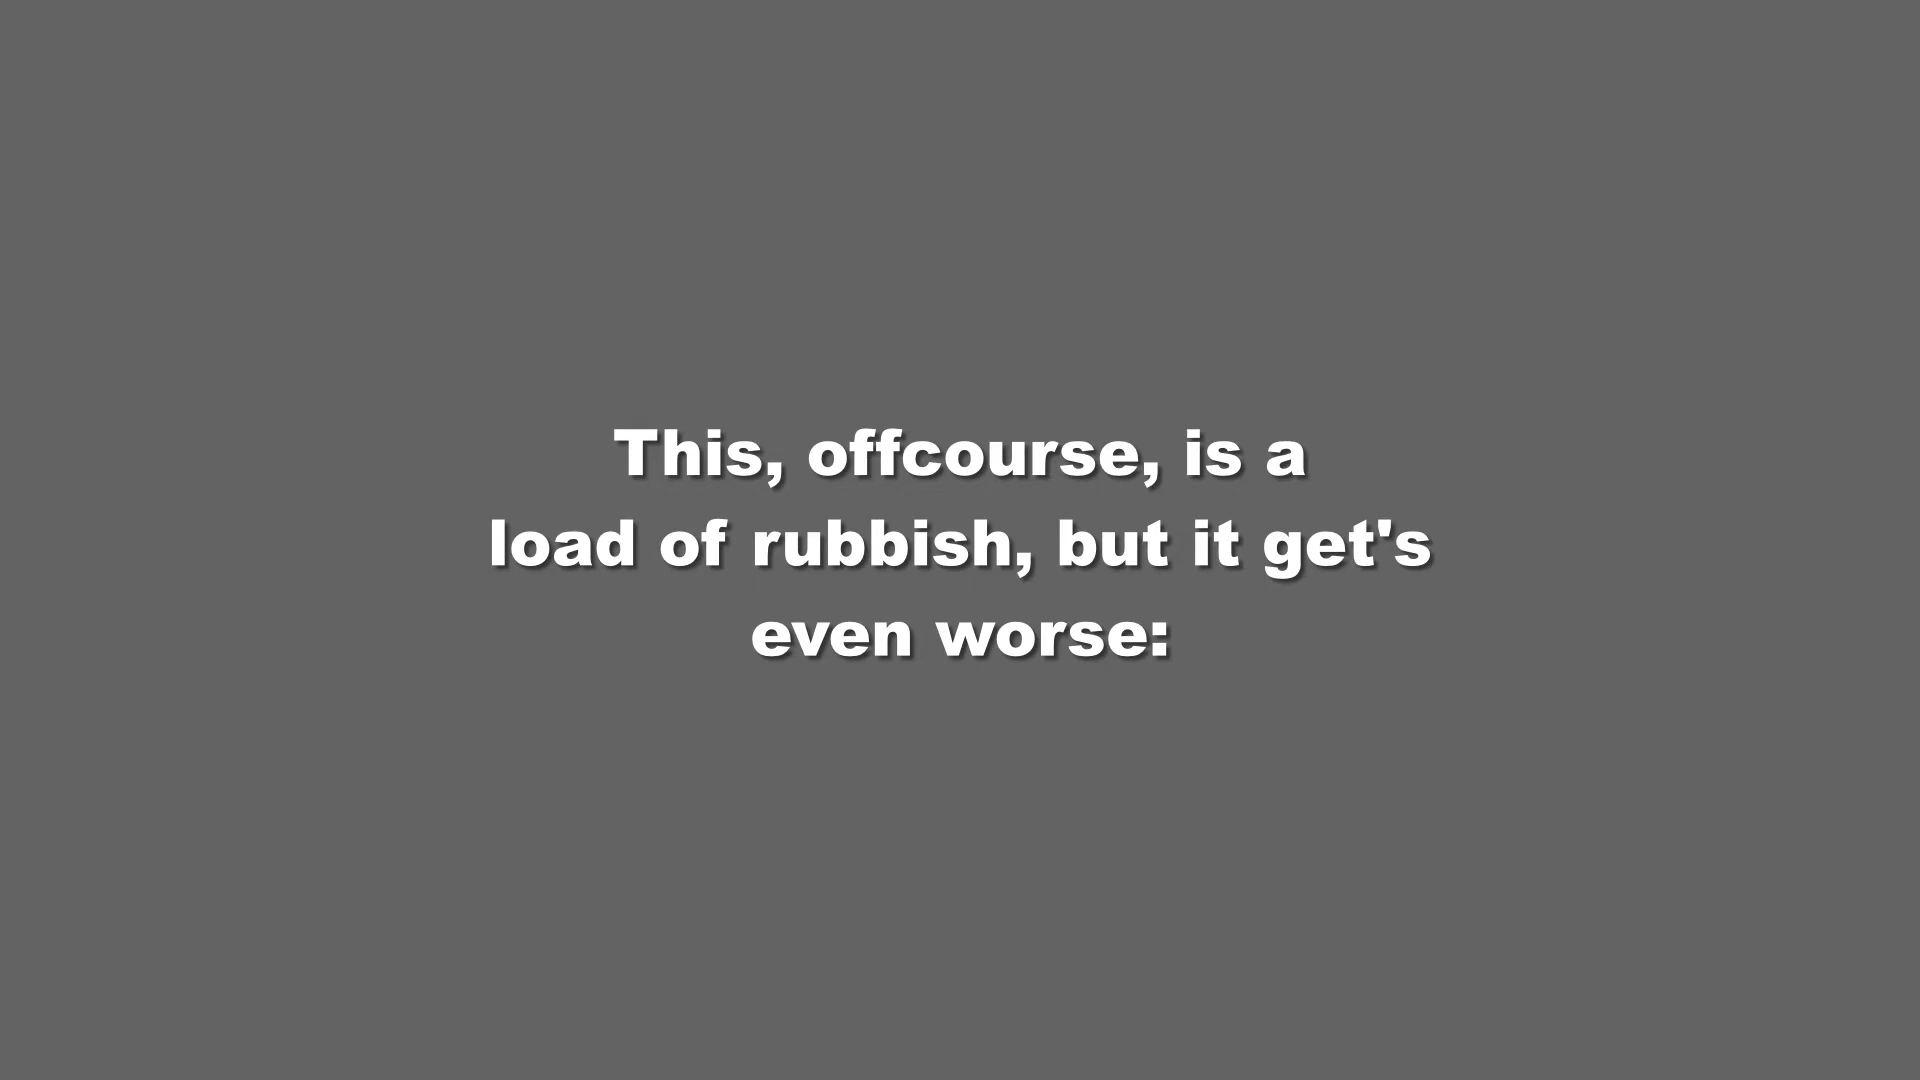 This, offcourse, is a
load of rubbish, but it get's
even worse: